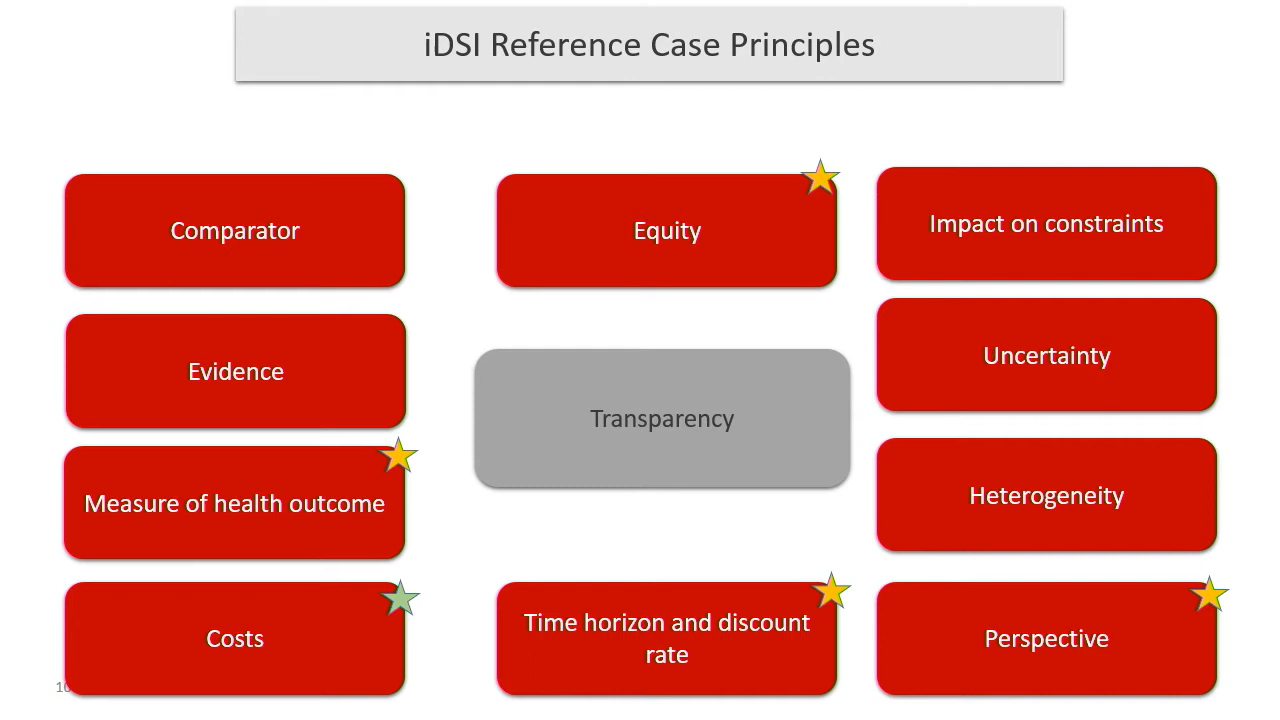 iDSI Reference Case Principles
Comparator
Equity
Impact on constraints
Evidence
Transparency
Uncertainty
Measure of health outcome
Heterogeneity
Costs
Time horizon and discount
rate
Perspective